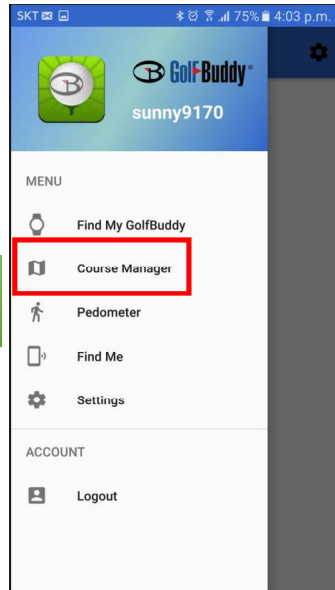 SKT 75% 4:03 p.m.
GolfBuddy
sunny9170
MENU
Find My GolfBuddy
Course Manager
Pedometer
Find Me
Settings
ACCOUNT
Logout